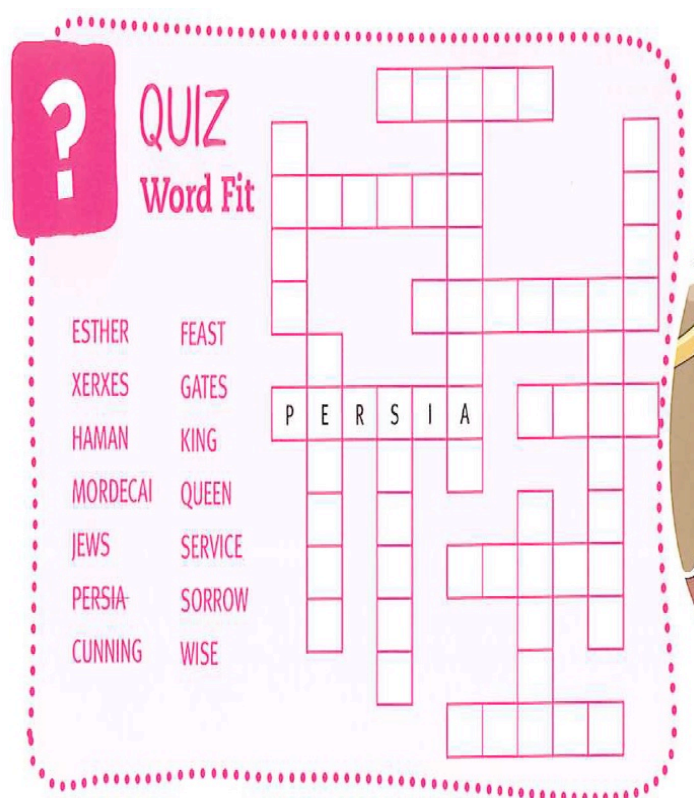 ?
QUIZ
Word Fit
ESTHER FEAST
XERXES GATES
HAMAN KING
MORDECAI QUEEN
JEWS SERVICE
PERSIA SORROW
CUNNING WISE
P E R S I A